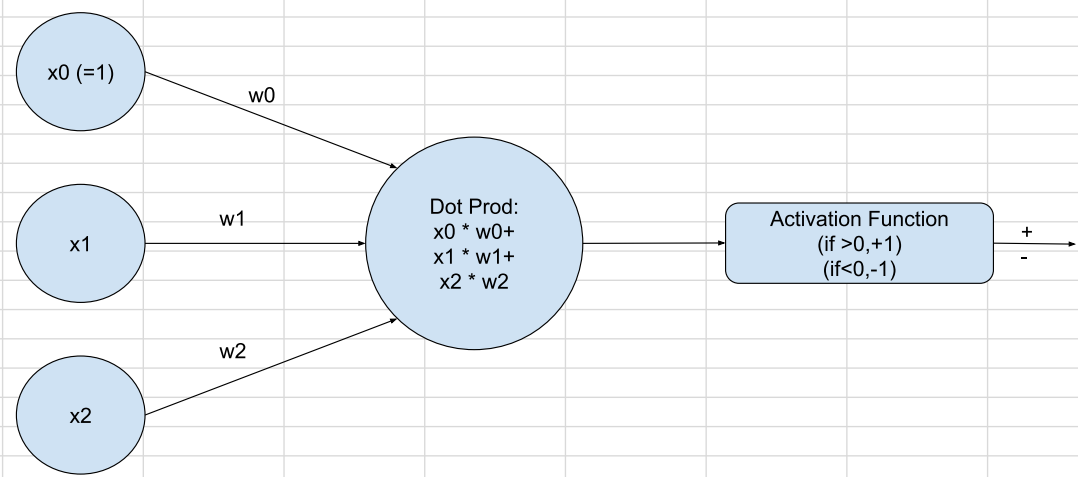 x0 (=1)
w0
x1
w1
x2
w2
Dot Prod:
x0 * w0+
x1 * w1+
x2 * w2
Activation Function
(if >0,+1)
(if<0,-1)
+
-